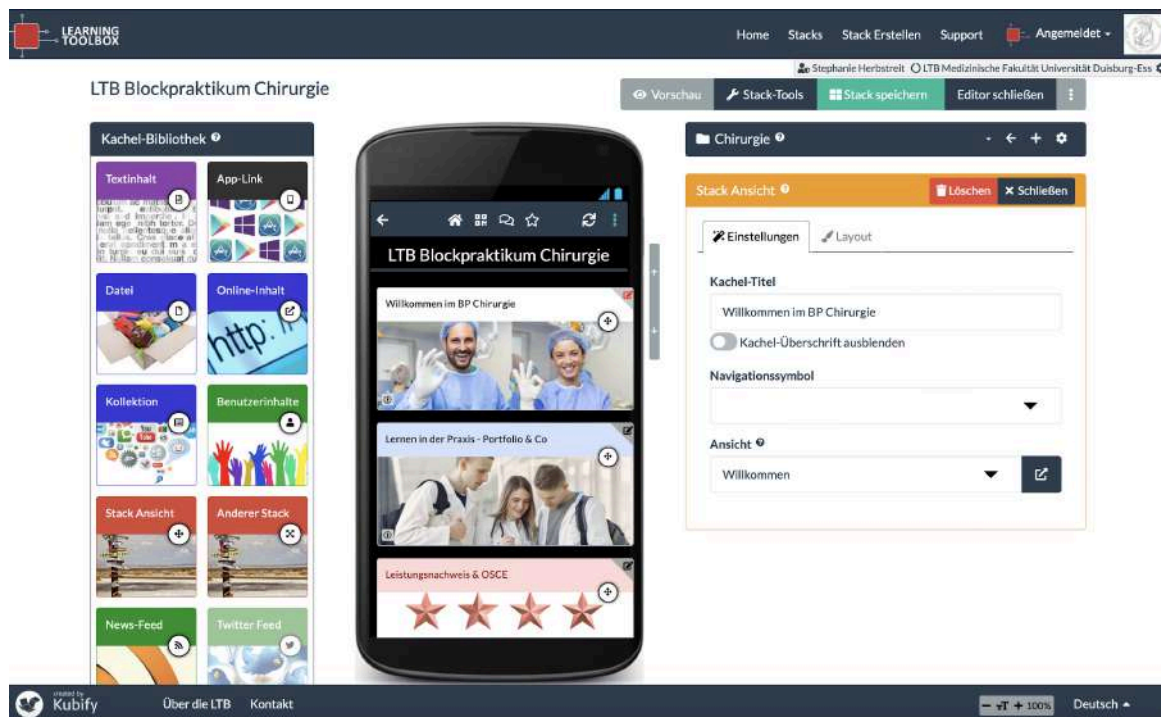 LEARNING
TOOLBOX
Home Stacks Stack Erstellen Support Angemeldet
Stephanie Herbstreit LTB Medizinische Fakultät Universität Duisburg-Ess
LTB Blockpraktikum Chirurgie
Vorschau Stack-Tools Stack speichern Editor schließen
Kachel-Bibliothek
Textinhalt
App-Link
Datei
Online-Inhalt
http:
Kollektion
Benutzerinhalte
Stack Ansicht
Anderer Stack
News-Feed
Twitter Feed
LTB Blockpraktikum Chirurgie
Willkommen im BP Chirurgie
Lernen in der Praxis - Portfolio & Co
Leistungsnachweis & OSCE
Chirurgie
Stack Ansicht Löschen Schließen
Einstellungen Layout
Kachel-Titel
Willkommen im BP Chirurgie
Kachel-Überschrift ausblenden
Navigationssymbol
Ansicht
Willkommen
created by
Kubify
Über die LTB Kontakt
100%
Deutsch